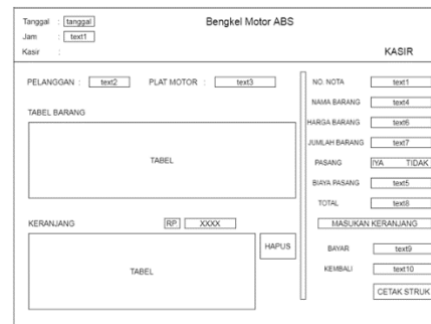 Tanggal : tanggal
Bengkel Motor ABS
Jam : text1
Kasir :
KASIR
PELANGGAN : text2 PLAT MOTOR : text3
TABEL BARANG
TABEL
KERANJANG RP XXXX
TABEL
HAPUS
NO. NOTA text1
NAMA BARANG text4
HARGA BARANG text6
JUMLAH BARANG text7
PASANG IYA TIDAK
BIAYA PASANG text5
TOTAL text8
MASUKAN KERANJANG
BAYAR text9
KEMBALI text10
CETAK STRUK